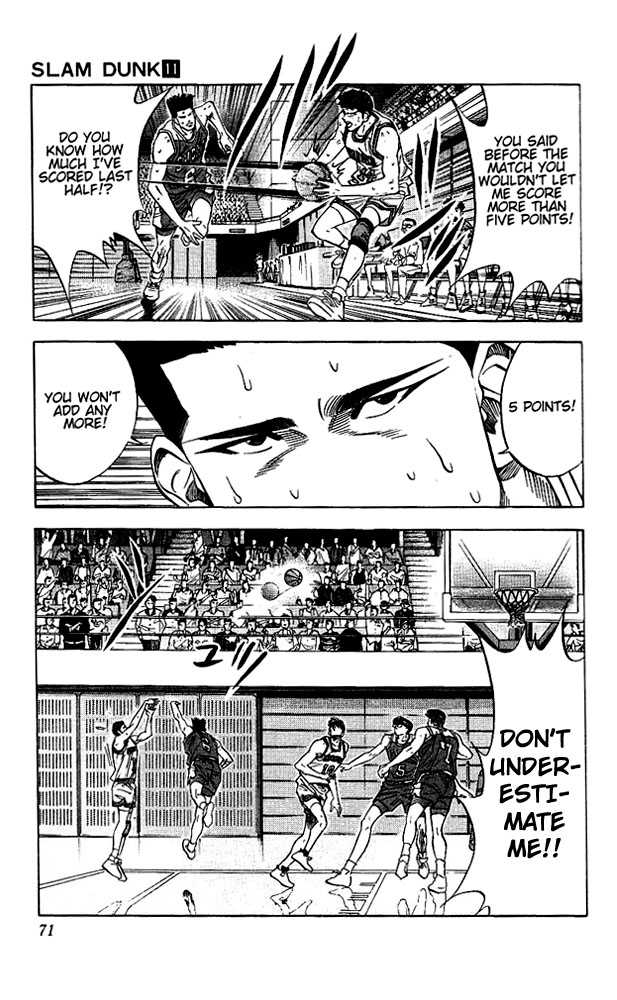 SLAM DUNK 11
YOU SAID
BEFORE THE
MATCH YOU
WOULDN'T LET
ME SCORE
MORE THAN
FIVE POINTS!
DO YOU
KNOW HOW
MUCH I'VE
SCORED LAST
HALF!?
5 POINTS!
YOU WON'T
ADD ANY
MORE!
DON'T
UNDER-
ESTI-
MATE
ME!!
5
71